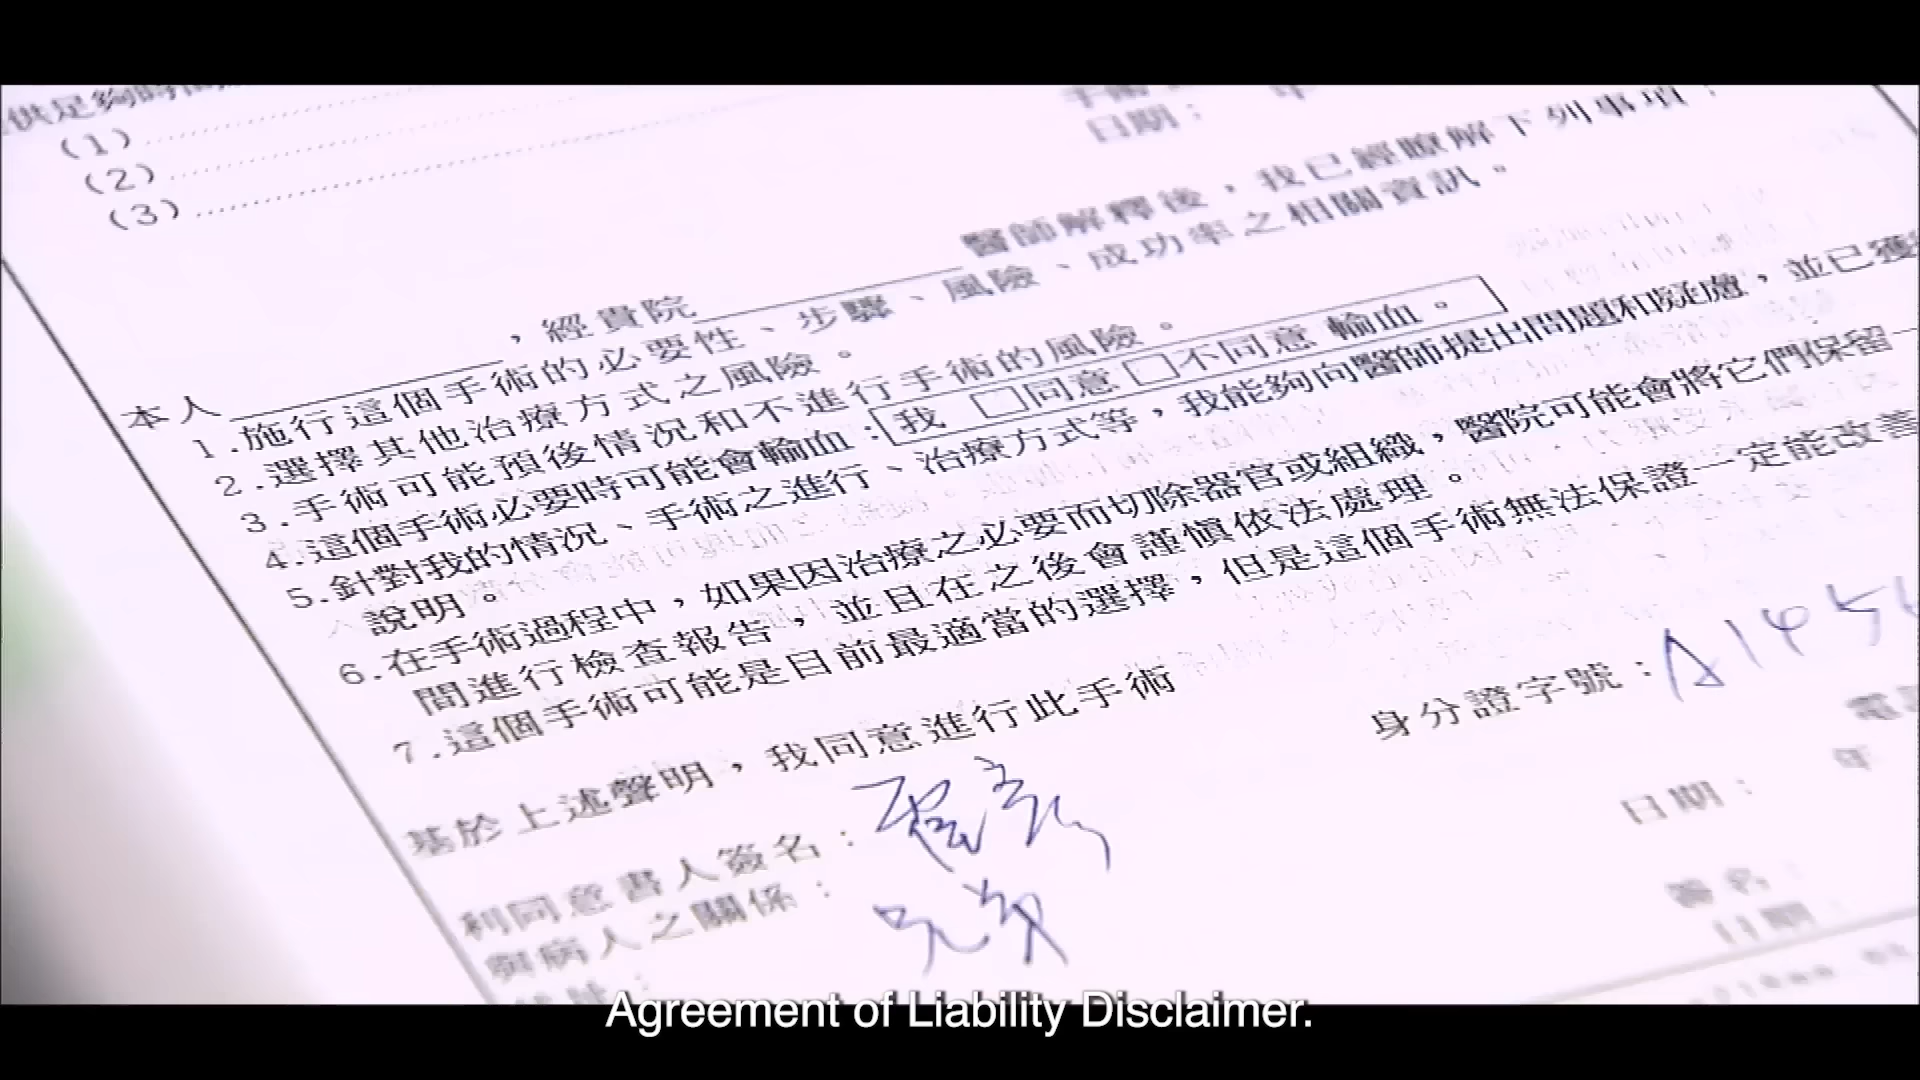 (1)
(2)
(3)
日期：
醫師解釋後，我已經瞭解下列事項：
本人　　　　，經貴院
1.施行這個手術的必要性、步驟、風險、成功率之相關資訊。
2.選擇其他治療方式之風險。
3.手術可能預後情況和不進行手術的風險。
4.這個手術必要時可能會輸血：我 □同意 □不同意 輸血。
5.針對我的情況、手術之進行、治療方式等，我能夠向醫師提出問題和疑慮，並已獲
說明。
6.在手術過程中，如果因治療之必要而切除器官或組織，醫院可能會將它們保留一
間進行檢查報告，並且在之後會謹慎依法處理。
7.這個手術可能是目前最適當的選擇，但是這個手術無法保證一定能改善
基於上述聲明，我同意進行此手術
利同意書人簽名：
身分證字號：A1456
與病人之關係：
日期：　年
簽名：
日期：
Agreement of Liability Disclaimer.